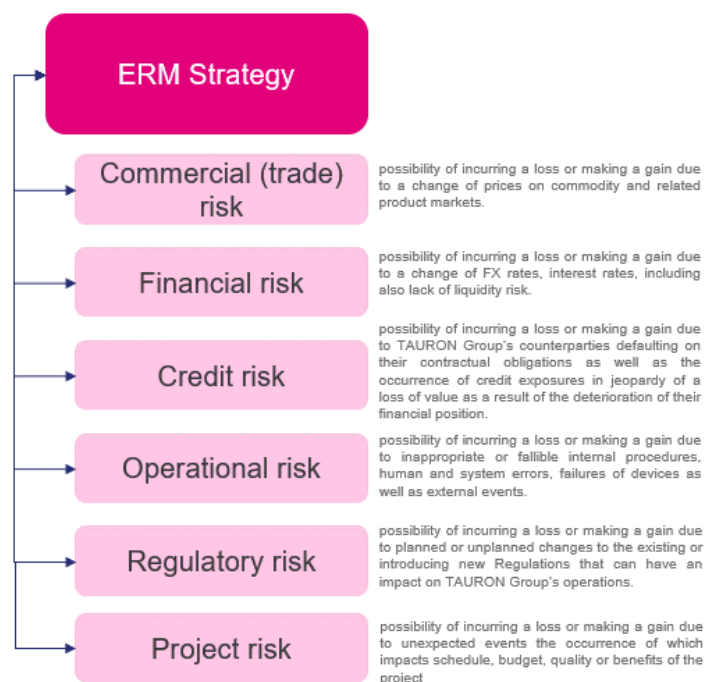 ERM Strategy
Commercial (trade)
risk
possibility of incurring a loss or making a gain due
to a change of prices on commodity and related
product markets.
Financial risk
possibility of incurring a loss or making a gain due
to a change of FX rates, interest rates, including
also lack of liquidity risk.
Credit risk
possibility of incurring a loss or making a gain due
to TAURON Group's counterparties defaulting on
their contractual obligations as well as the
occurrence of credit exposures in jeopardy of a
loss of value as a result of the deterioration of their
financial position.
Operational risk
possibility of incurring a loss or making a gain due
to inappropriate or fallible internal procedures,
human and system errors, failures of devices as
well as external events.
Regulatory risk
possibility of incurring a loss or making a gain due
to planned or unplanned changes to the existing or
introducing new Regulations that can have an
impact on TAURON Group's operations.
Project risk
possibility of incurring a loss or making a gain due
to unexpected events the occurrence of which
impacts schedule, budget, quality or benefits of the
project